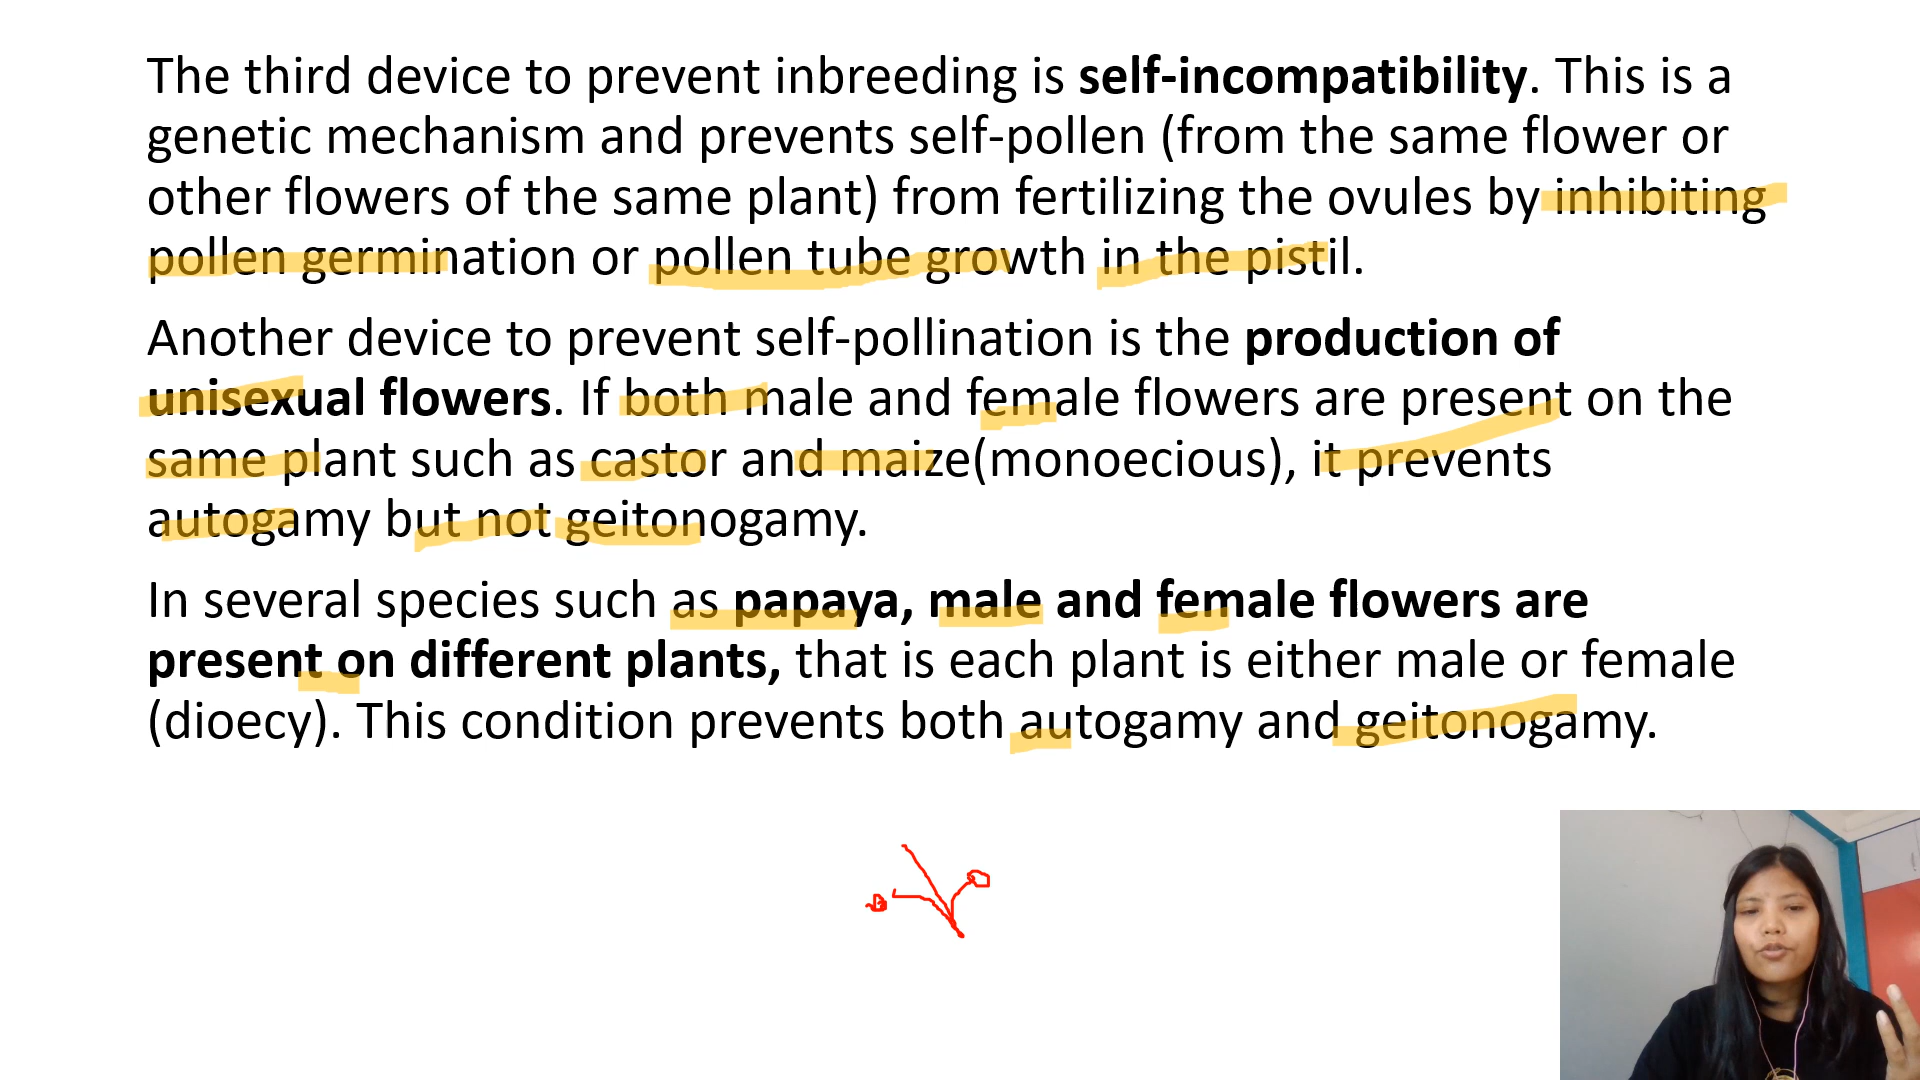 The third device to prevent inbreeding is self-incompatibility. This is a
genetic mechanism and prevents self-pollen (from the same flower or
other flowers of the same plant) from fertilizing the ovules by inhibiting
pollen germination or pollen tube growth in the pistil.
Another device to prevent self-pollination is the production of
unisexual flowers. If both male and female flowers are present on the
same plant such as castor and maize(monoecious), it prevents
autogamy but not geitonogamy.
In several species such as papaya, male and female flowers are
present on different plants, that is each plant is either male or female
(dioecy). This condition prevents both autogamy and geitonogamy.